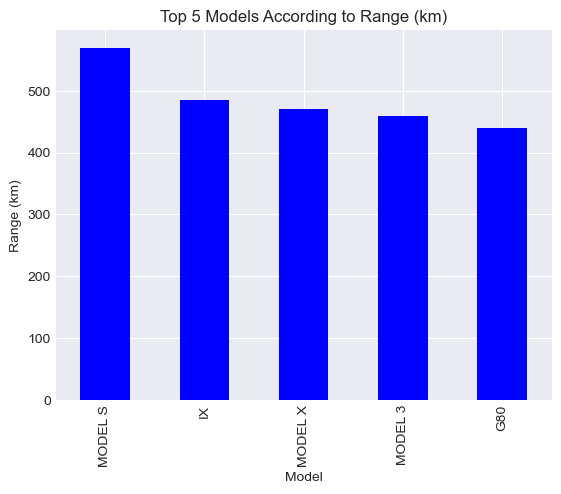 Top 5 Models According to Range (km)
Range (km)
500
400
300
200
100
0
MODEL S
IX
MODEL X
MODEL 3
G80
Model